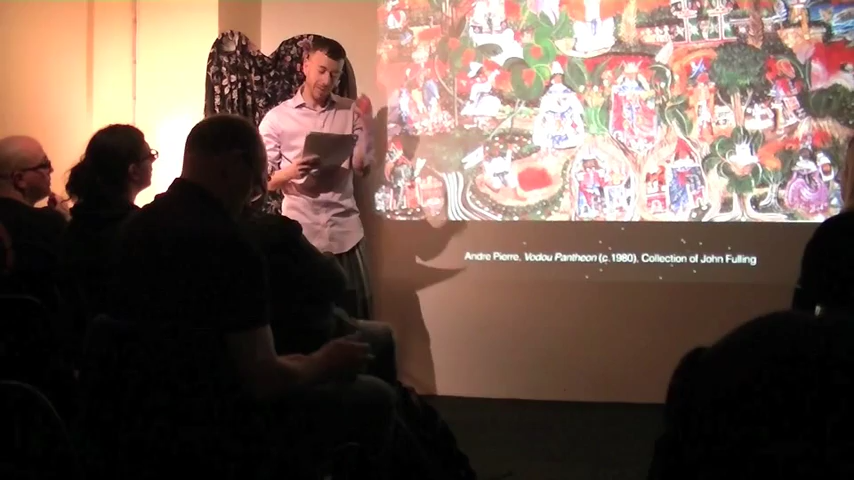 Andre Pierre, Vodou Pantheon (c.1980), Collection of John Fulling